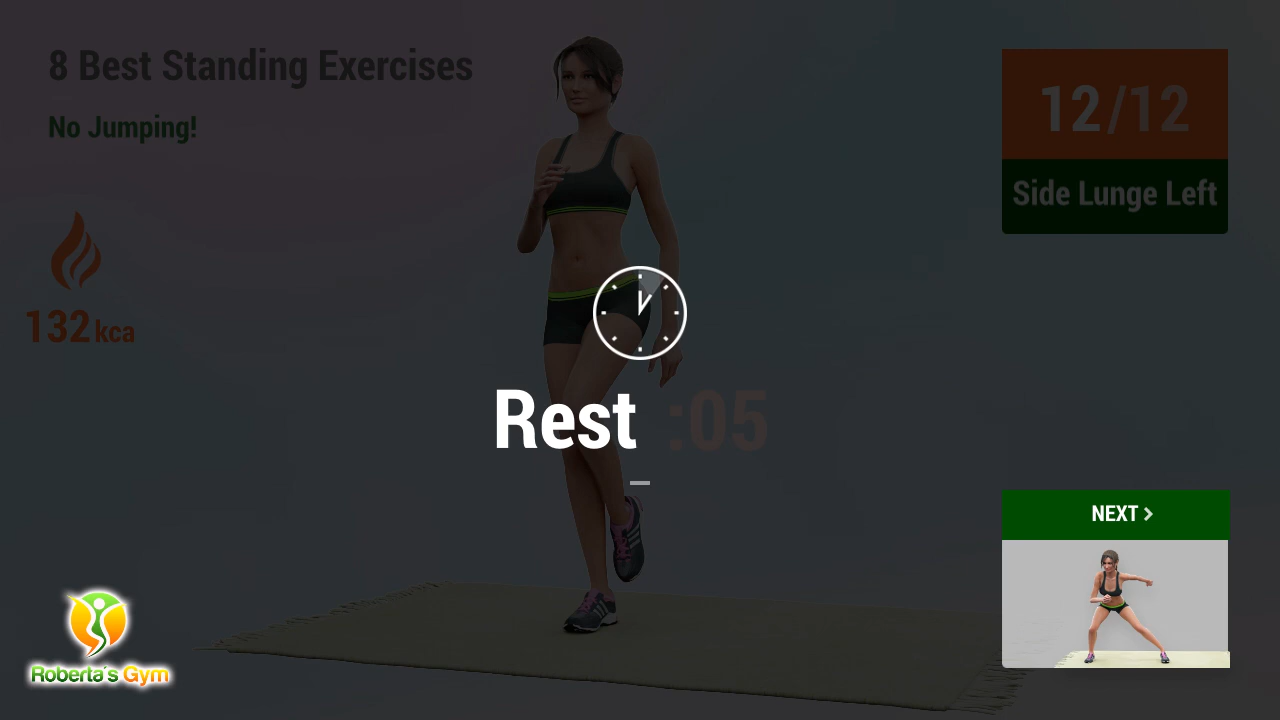 8 Best Standing Exercises
No Jumping!
12/12
Side Lunge Left
132 kca
Rest :05
NEXT >
Roberta's Gym